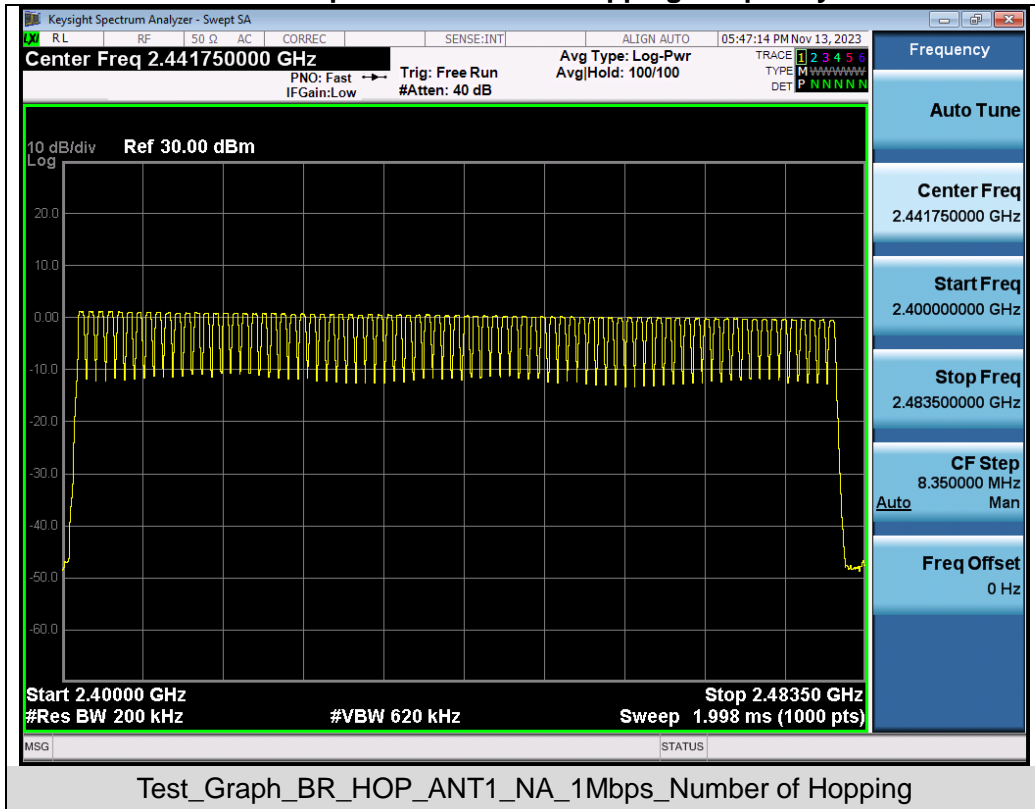 Keysight Spectrum Analyzer - Swept SA
LXI RL RF 50 Ω AC CORREC SENSE:INT ALIGN AUTO 05:47:14 PM Nov 13, 2023
Center Freq 2.441750000 GHz
PNO: Fast
IFGain:Low
Trig: Free Run
#Atten: 40 dB
Avg Type: Log-Pwr
Avg|Hold: 100/100
TRACE 1 2 3 4 5 6
TYPE M WWWWW
DET P N N N N N
10 dB/div Ref 30.00 dBm
Log
20.0
10.0
0.00
-10.0
-20.0
-30.0
-40.0
-50.0
-60.0
Start 2.40000 GHz Stop 2.48350 GHz
#Res BW 200 kHz #VBW 620 kHz Sweep 1.998 ms (1000 pts)
MSG STATUS
Frequency
Auto Tune
Center Freq
2.441750000 GHz
Start Freq
2.400000000 GHz
Stop Freq
2.483500000 GHz
CF Step
8.350000 MHz
Auto Man
Freq Offset
0 Hz
Test_Graph_BR_HOP_ANT1_NA_1Mbps_Number of Hopping